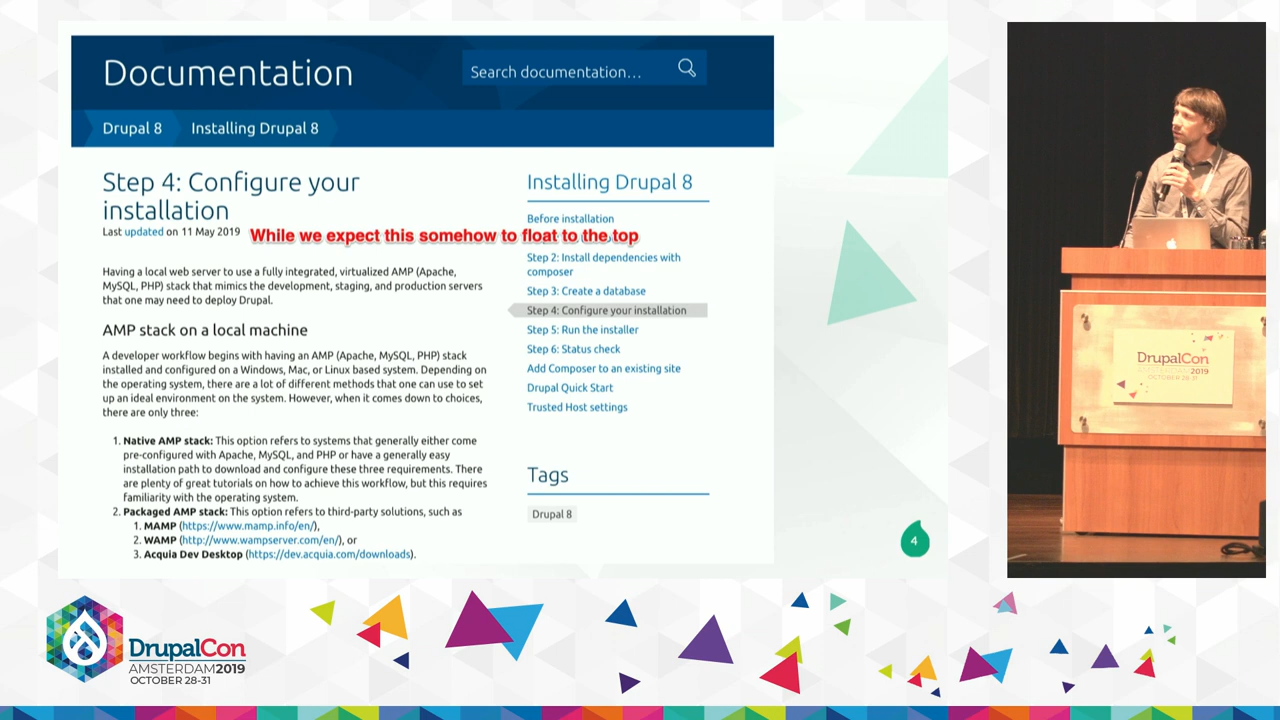 Documentation
Search documentation...
Drupal 8
Installing Drupal 8
Step 4: Configure your
installation
Last updated on 11 May 2019
While we expect this somehow to float to the top
Having a local web server to use a fully integrated, virtualized AMP (Apache,
MySQL, PHP) stack that mimics the development, staging, and production servers
that one may need to deploy Drupal.
AMP stack on a local machine
A developer workflow begins with having an AMP (Apache, MySQL, PHP) stack
installed and configured on a Windows, Mac, or Linux based system. Depending on
the operating system, there are a lot of different methods that one can use to set
up an ideal environment on the system. However, when it comes down to choices,
there are only three:
1. Native AMP stack: This option refers to systems that generally either come
pre-configured with Apache, MySQL, and PHP or have a generally easy
installation path to download and configure these three requirements. There
are plenty of great tutorials on how to achieve this workflow, but this requires
familiarity with the operating system.
2. Packaged AMP stack: This option refers to third-party solutions, such as
1. MAMP (https://www.mamp.info/en/),
2. WAMP (http://www.wampserver.com/en/), or
3. Acquia Dev Desktop (https://dev.acquia.com/downloads).
Installing Drupal 8
Before installation
Step 2: Install dependencies with
composer
Step 3: Create a database
Step 4: Configure your installation
Step 5: Run the installer
Step 6: Status check
Add Composer to an existing site
Drupal Quick Start
Trusted Host settings
Tags
Drupal 8
4
DrupalCon
AMSTERDAM2019
OCTOBER 28-31
DrupalCon
AMSTERDAM2019
OCTOBER 28-31